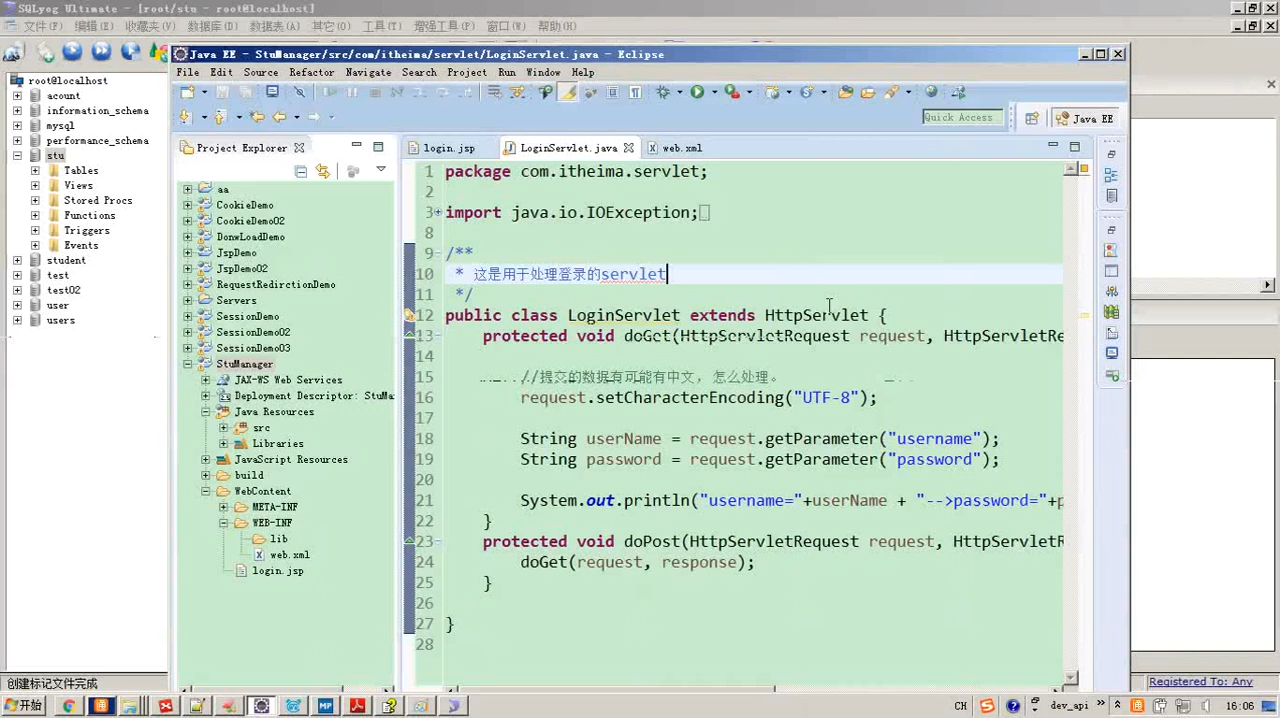 SQLyog Ultimate - [root/stu - root@localhost]
文件(F) 编辑(E) 收藏夹(V) 数据库(D) 数据表(A) 其它(O) 工具(T) 增强工具(P) 窗口(W) 帮助(H)
root@localhost
acount
information_schema
mysql
performance_schema
stu
Tables
Views
Stored Procs
Functions
Triggers
Events
student
test
test02
user
users
创建标记文件完成
Java EE - StuManager/src/com/itheima/servlet/LoginServlet.java - Eclipse
File Edit Source Refactor Navigate Search Project Run Window Help
Quick Access
Java EE
Project Explorer
aa
CookieDemo
CookieDemo02
DonwLoadDemo
JspDemo
JspDemo02
RequestRedirctionDemo
Servers
SessionDemo
SessionDemo02
SessionDemo03
StuManager
JAX-WS Web Services
Deployment Descriptor: StuMa
Java Resources
src
Libraries
JavaScript Resources
build
WebContent
META-INF
WEB-INF
lib
web.xml
login.jsp
login.jsp LoginServlet.java web.xml
1 package com.itheima.servlet;
2
3 import java.io.IOException;
8
9 /**
10 * 这是用于处理登录的servlet
11 */
12 public class LoginServlet extends HttpServlet {
13 protected void doGet(HttpServletRequest request, HttpServletRe
14
15 //提交的数据有可能有中文, 怎么处理。
16 request.setCharacterEncoding("UTF-8");
17
18 String userName = request.getParameter("username");
19 String password = request.getParameter("password");
20
21 System.out.println("username="+userName + "-->password="+p
22 }
23 protected void doPost(HttpServletRequest request, HttpServletR
24 doGet(request, response);
25 }
26
27 }
28
Registered To: Any
开始
CH
dev_api
16:06